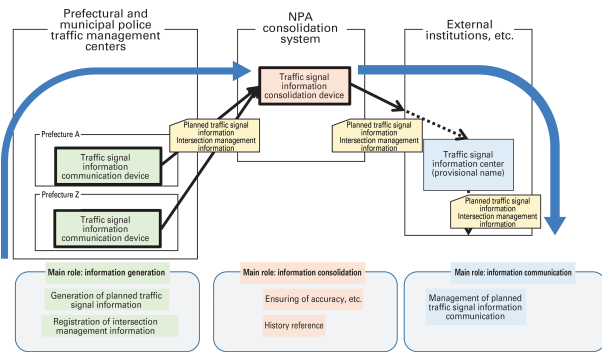 Prefectural and
municipal police
traffic management
centers
NPA
consolidation
system
External
institutions, etc.
Traffic signal
information
consolidation device
Planned traffic signal
information
Intersection management
information
Planned traffic signal
information
Intersection management
information
Prefecture A
Traffic signal
information
communication device
Traffic signal
information center
(provisional name)
Prefecture Z
Traffic signal
information
communication device
Planned traffic signal
information
Intersection management
information
Main role: information generation
Generation of planned traffic
signal information
Registration of intersection
management information
Main role: information consolidation
Ensuring of accuracy, etc.
History reference
Main role: information communication
Management of planned
traffic signal information
communication